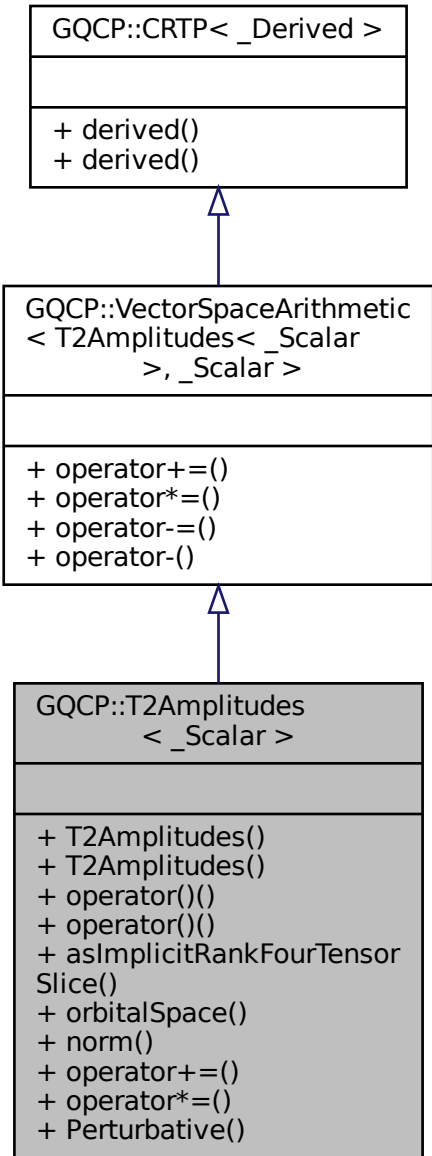 GQCP::CRTP< _Derived >
+ derived()
+ derived()
GQCP::VectorSpaceArithmetic
< T2Amplitudes< _Scalar
>, _Scalar >
+ operator+=()
+ operator*=()
+ operator-=()
+ operator-()
GQCP::T2Amplitudes
< _Scalar >
+ T2Amplitudes()
+ T2Amplitudes()
+ operator()()
+ operator()()
+ asImplicitRankFourTensor
Slice()
+ orbitalSpace()
+ norm()
+ operator+=()
+ operator*=()
+ Perturbative()